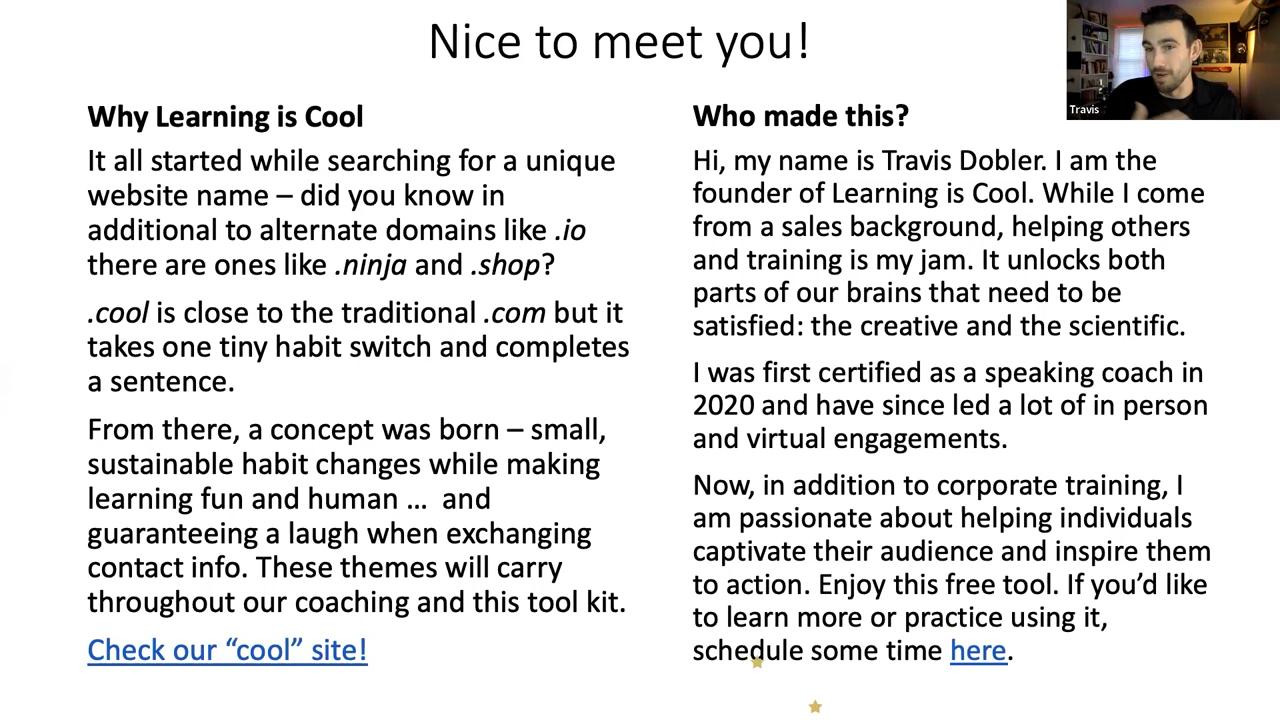 Nice to meet you!
Travis
Why Learning is Cool
It all started while searching for a unique
website name – did you know in
additional to alternate domains like .io
there are ones like .ninja and .shop?
.cool is close to the traditional .com but it
takes one tiny habit switch and completes
a sentence.
From there, a concept was born – small,
sustainable habit changes while making
learning fun and human ... and
guaranteeing a laugh when exchanging
contact info. These themes will carry
throughout our coaching and this tool kit.
Check our “cool” site!
Who made this?
Hi, my name is Travis Dobler. I am the
founder of Learning is Cool. While I come
from a sales background, helping others
and training is my jam. It unlocks both
parts of our brains that need to be
satisfied: the creative and the scientific.
I was first certified as a speaking coach in
2020 and have since led a lot of in person
and virtual engagements.
Now, in addition to corporate training, I
am passionate about helping individuals
captivate their audience and inspire them
to action. Enjoy this free tool. If you’d like
to learn more or practice using it,
schedule some time here.